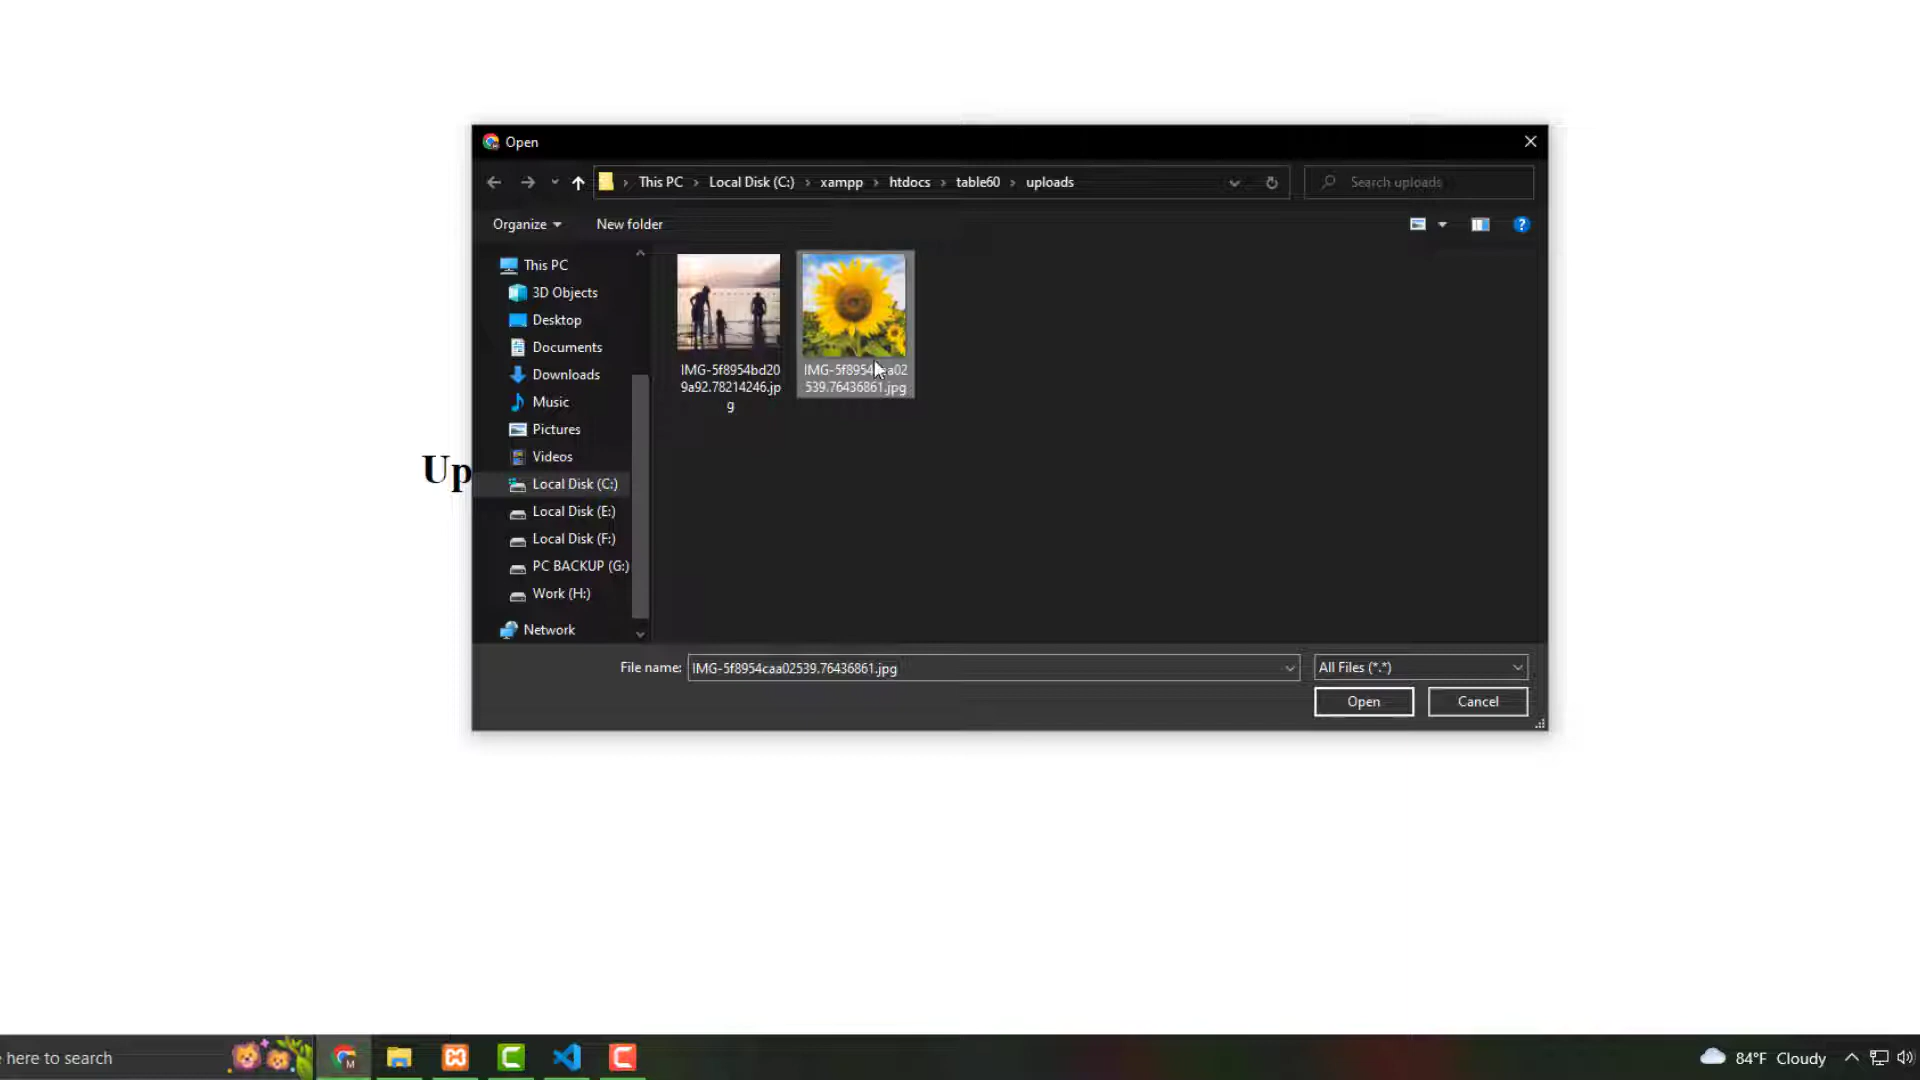 Open
This PC › Local Disk (C:) › xampp › htdocs › table60 › uploads
Search uploads
Organize
New folder
This PC
3D Objects
Desktop
Documents
Downloads
Music
Pictures
Videos
Local Disk (C:)
Local Disk (E:)
Local Disk (F:)
PC BACKUP (G:)
Work (H:)
Network
IMG-5f8954bd20
9a92.78214246.jp
g
539.76436861.jpg
Up
File name:
IMG-5f8954caa02539.76436861.jpg
All Files (*.*)
Open
Cancel
here to search
84°F Cloudy